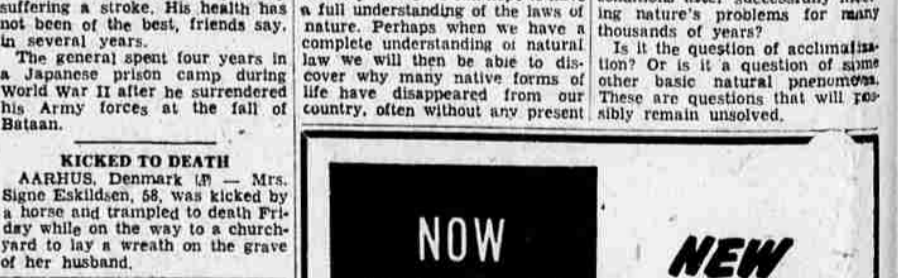 suffering a stroke. His health has
not been of the best, friends say,
in several years.
The general spent four years in
a Japanese prison camp during
World War II after he surrendered
his Army forces at the fall of
Bataan.
KICKED TO DEATH
AARHUS, Denmark (P) — Mrs.
Signe Eskildsen, 58, was kicked by
a horse and trampled to death Fri-
day while on the way to a church-
yard to lay a wreath on the grave
of her husband.
a full understanding of the laws of
nature. Perhaps when we have a
complete understanding of natural
law we will then be able to dis-
cover why many native forms of
life have disappeared from our
country, often without any present
ing nature's problems for many
thousands of years?
Is it the question of acclimatiza-
tion? Or is it a question of some
other basic natural pnenomena.
These are questions that will pos-
sibly remain unsolved.
NOW
NEW